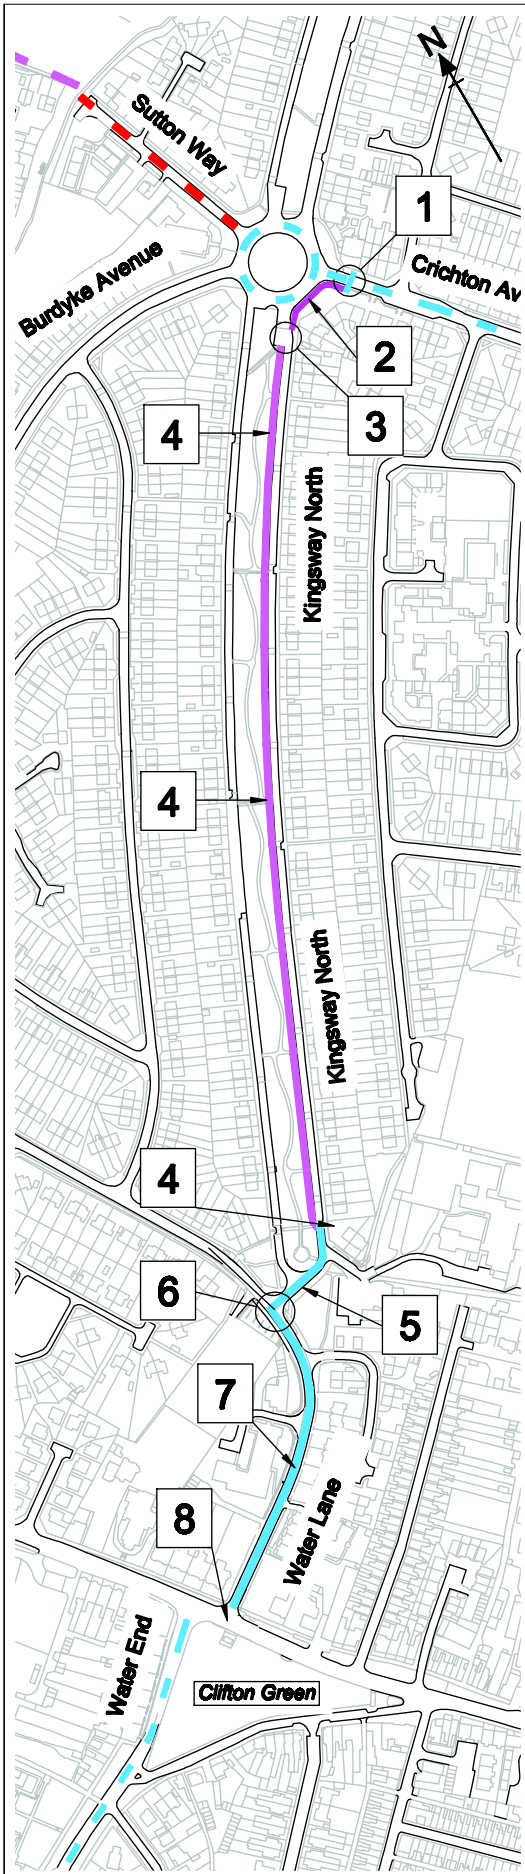 N
Sutton Way
1
Burdyke Avenue
Crichton Av
2
3
4
Kingsway North
4
Kingsway North
4
6
5
7
8
Water Lane
Water End
Clifton Green